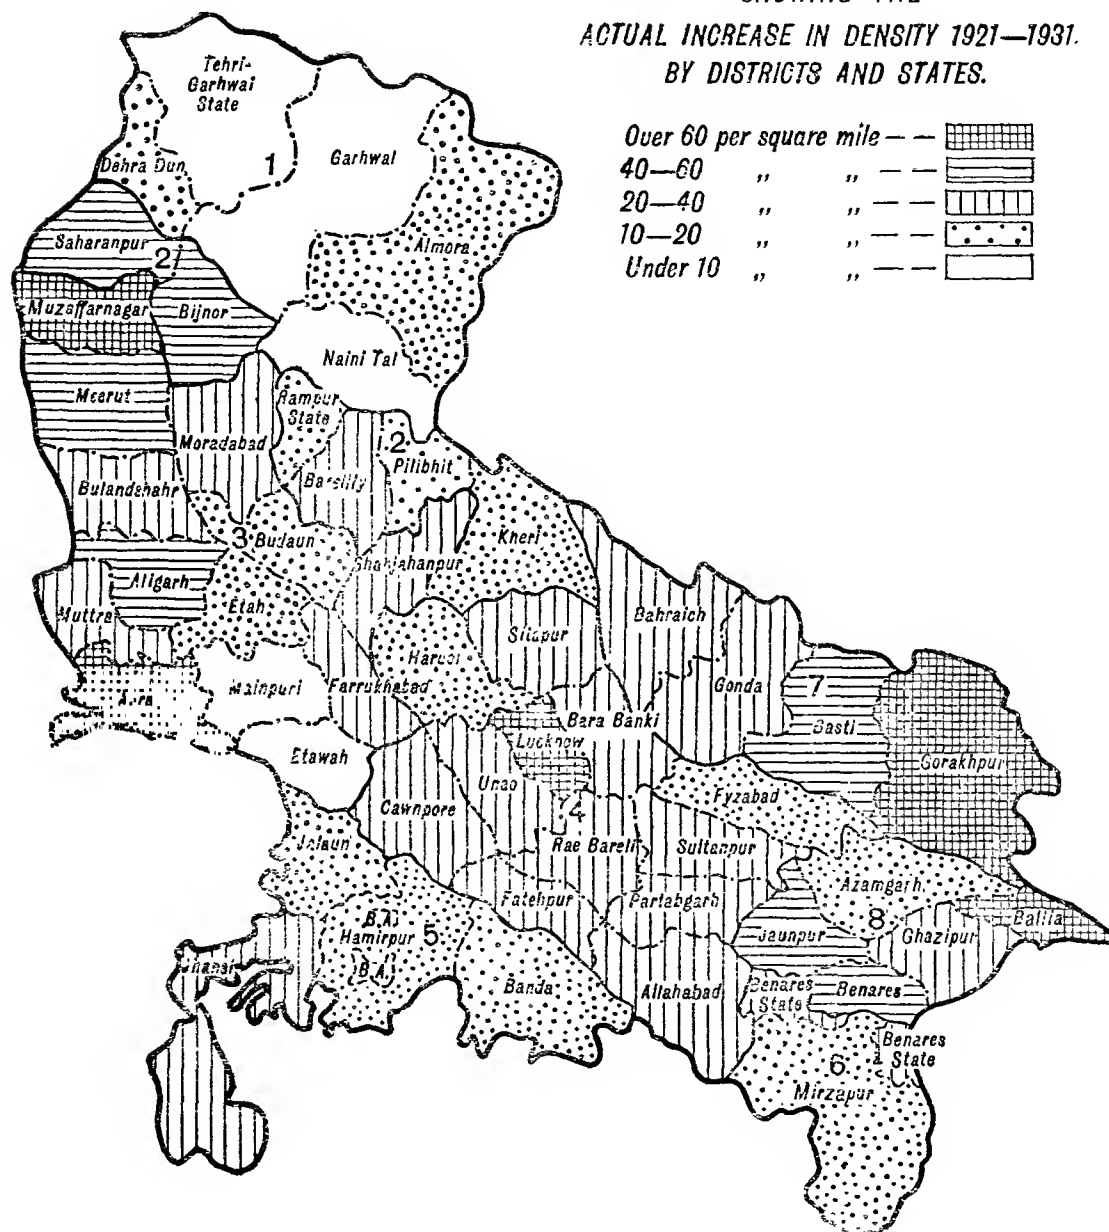 ACTUAL INCREASE IN DENSITY 1921—1931.
BY DISTRICTS AND STATES.
Over 60 per square mile
40—60 „ „
20—40 „ „
10—20 „ „
Under 10 „ „
Tehri-
Garhwal
State
1
Garhwal
Dehra Dun
Almora
Saharanpur
2
Muzaffarnagar
Bijnor
Naini Tal
Meerut
Rampur
State
Moradabad
2
Pilibhit
Bareilly
Bulandshahr
3
Budaun
Kheri
Shahjahanpur
Aligarh
Etah
Muttra
Bahraich
Sitapur
Hardoi
Mainpuri
Farrukhabad
Gonda
7
Agra
Bara Banki
Basti
Lucknow
Etawah
Gorakhpur
Unao
Fyzabad
Cawnpore
4
Rae Bareli
Sultanpur
Jalaun
Azamgarh
Fatehpur
Partabgarh
8
Ballia
B.A.
Hamirpur
5
Jaunpur
Ghazipur
Jhansi
B.A.
Banda
Allahabad
Benares
State
Benares
Benares
State
6
Mirzapur